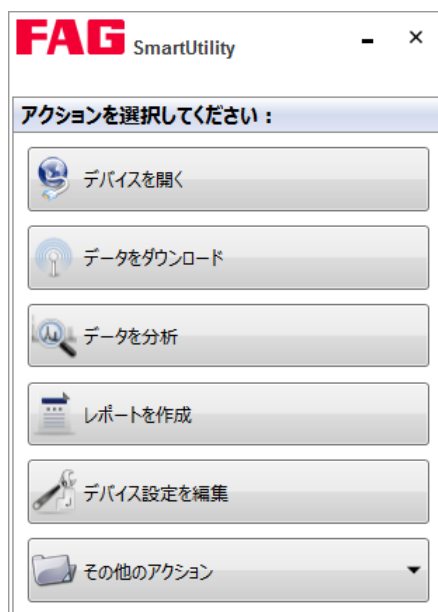 FAG SmartUtility
アクションを選択してください：
デバイスを開く
データをダウンロード
データを分析
レポートを作成
デバイス設定を編集
その他のアクション